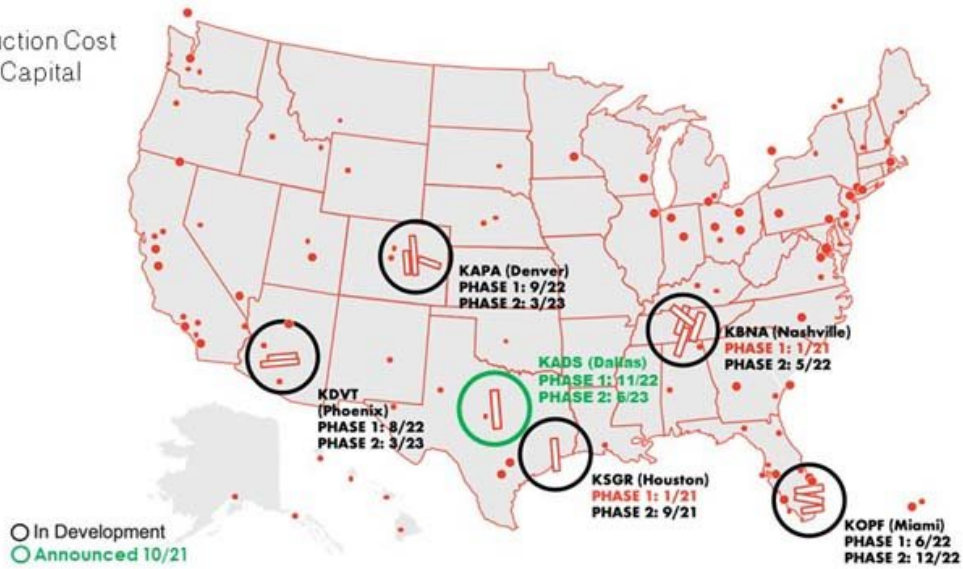 uction Cost
Capital
KAPA (Denver)
PHASE 1: 9/22
PHASE 2: 3/23
KBNA (Nashville)
PHASE 1: 1/21
PHASE 2: 5/22
KADS (Dallas)
PHASE 1: 11/22
PHASE 2: 6/23
KDVT
(Phoenix)
PHASE 1: 8/22
PHASE 2: 3/23
KSGR (Houston)
PHASE 1: 1/21
PHASE 2: 9/21
KOPF (Miami)
PHASE 1: 6/22
PHASE 2: 12/22
In Development
Announced 10/21